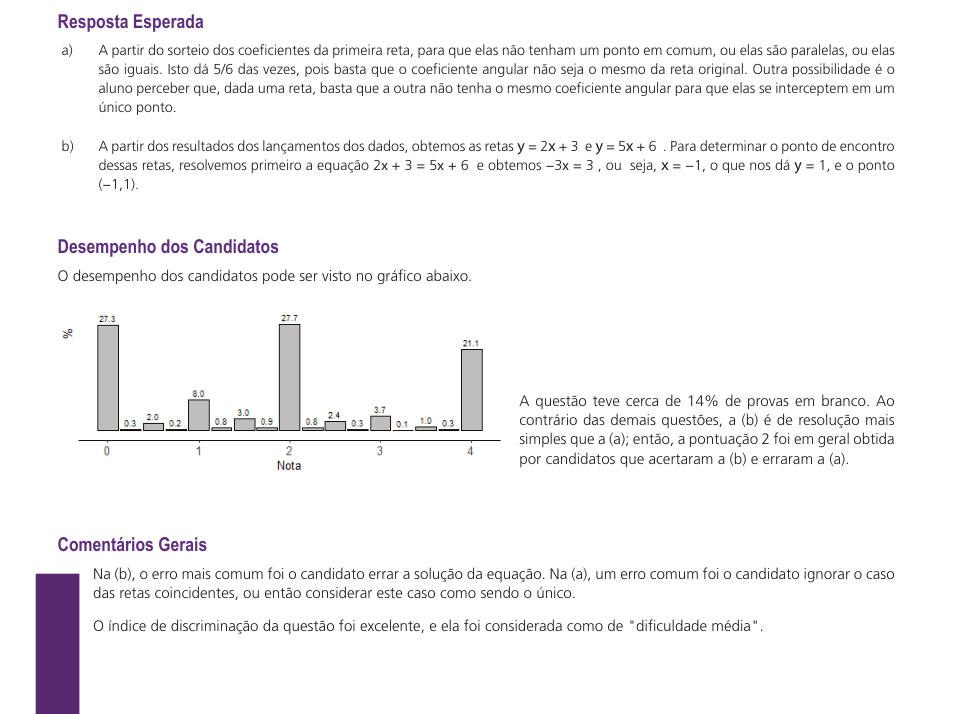 Resposta Esperada
a) A partir do sorteio dos coeficientes da primeira reta, para que elas não tenham um ponto em comum, ou elas são paralelas, ou elas
são iguais. Isto dá 5/6 das vezes, pois basta que o coeficiente angular não seja o mesmo da reta original. Outra possibilidade é o
aluno perceber que, dada uma reta, basta que a outra não tenha o mesmo coeficiente angular para que elas se interceptem em um
único ponto.
b) A partir dos resultados dos lançamentos dos dados, obtemos as retas y = 2x + 3 e y = 5x + 6 . Para determinar o ponto de encontro
dessas retas, resolvemos primeiro a equação 2x + 3 = 5x + 6 e obtemos −3x = 3 , ou seja, x = −1, o que nos dá y = 1, e o ponto
(−1,1).
Desempenho dos Candidatos
O desempenho dos candidatos pode ser visto no gráfico abaixo.
%
27.3 0.3 2.0 0.2 8.0 0.8 3.0 0.9 27.7 0.8 2.4 0.3 3.7 0.1 1.0 0.3 21.1
0 1 2 3 4
Nota
A questão teve cerca de 14% de provas em branco. Ao
contrário das demais questões, a (b) é de resolução mais
simples que a (a); então, a pontuação 2 foi em geral obtida
por candidatos que acertaram a (b) e erraram a (a).
Comentários Gerais
Na (b), o erro mais comum foi o candidato errar a solução da equação. Na (a), um erro comum foi o candidato ignorar o caso
das retas coincidentes, ou então considerar este caso como sendo o único.
O índice de discriminação da questão foi excelente, e ela foi considerada como de "dificuldade média".